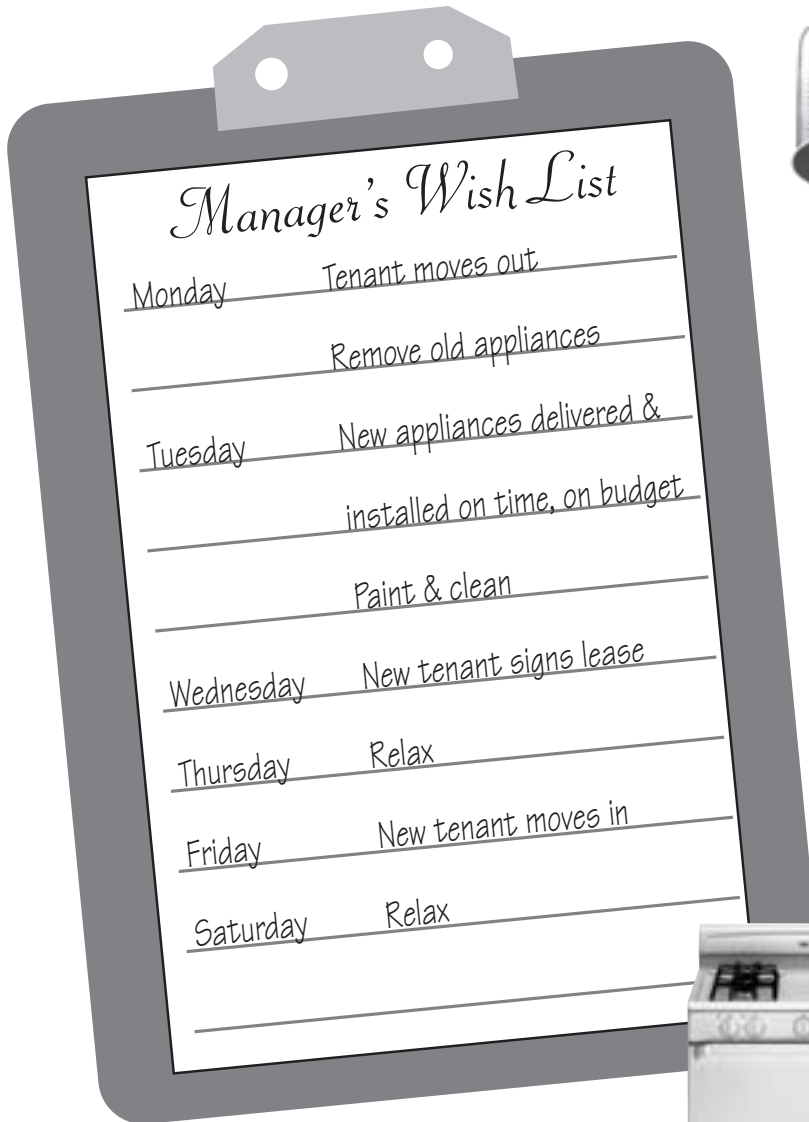 Manager's Wish List
Monday Tenant moves out
Remove old appliances
Tuesday New appliances delivered &
installed on time, on budget
Paint & clean
Wednesday New tenant signs lease
Thursday Relax
Friday New tenant moves in
Saturday Relax